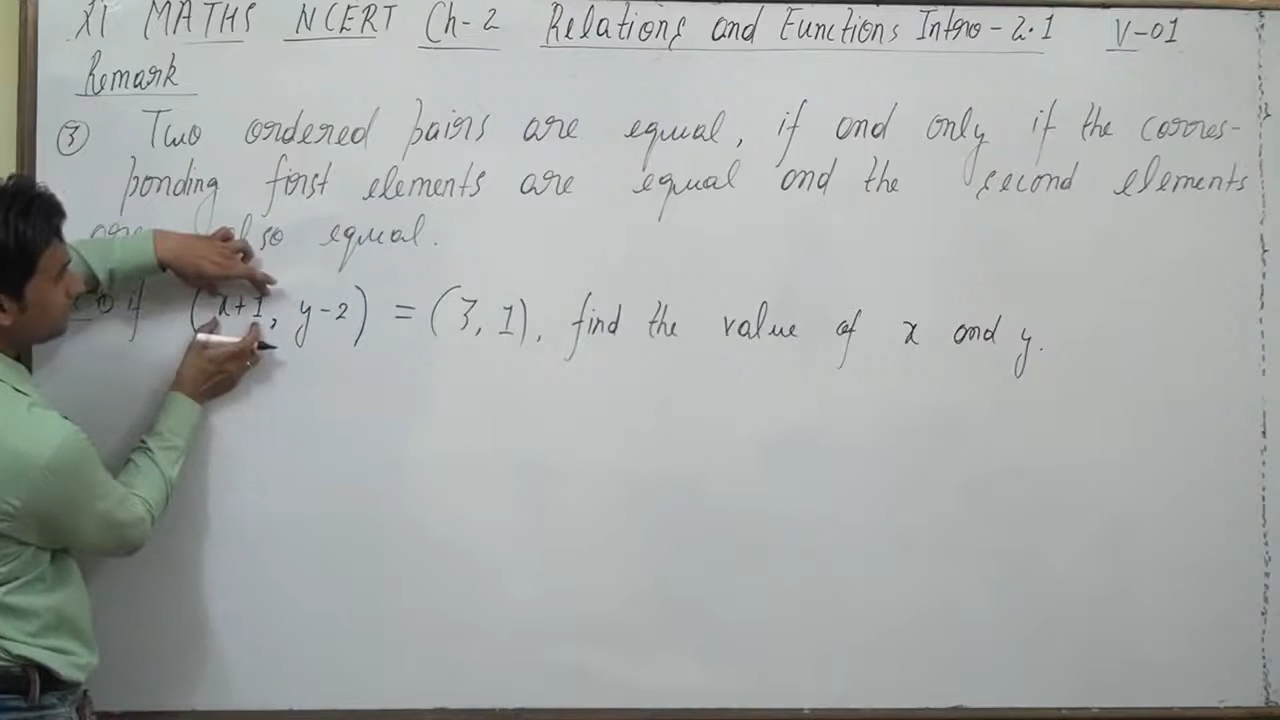 XI MATHS NCERT Ch-2 Relations and Functions Intro-2.1 V-01
Remark
③ Two ordered pairs are equal, if and only if the corres-
ponding first elements are equal and the second elements
are also equal.
if (x+1, y-2) = (3, 1), find the value of x and y.